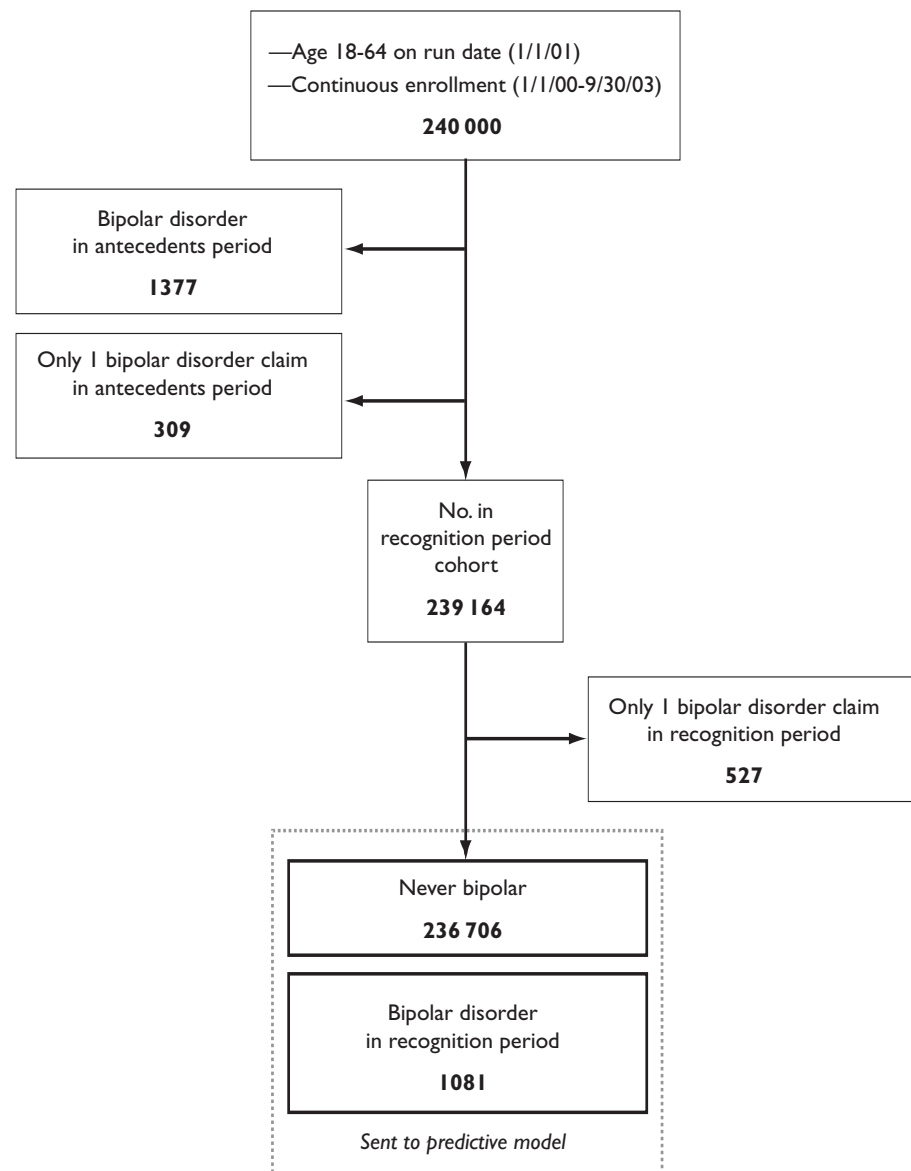 —Age 18-64 on run date (1/1/01)
—Continuous enrollment (1/1/00-9/30/03)
240 000
Bipolar disorder
in antecedents period
1377
Only 1 bipolar disorder claim
in antecedents period
309
No. in
recognition period
cohort
239 164
Only 1 bipolar disorder claim
in recognition period
527
Never bipolar
236 706
Bipolar disorder
in recognition period
1081
Sent to predictive model